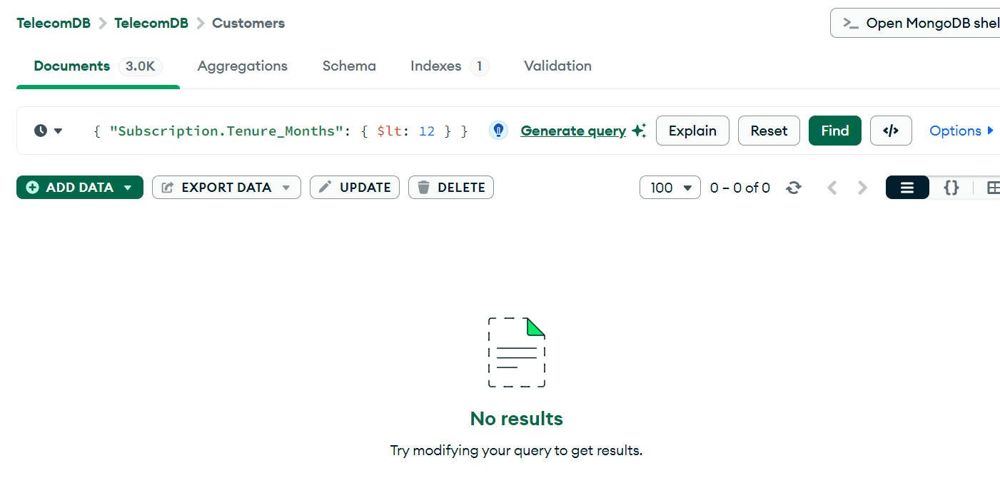 TelecomDB > TelecomDB > Customers
>_ Open MongoDB shel
Documents 3.0K Aggregations Schema Indexes 1 Validation
{ "Subscription.Tenure_Months": { $lt: 12 } } Generate query Explain Reset Find </> Options
ADD DATA EXPORT DATA UPDATE DELETE 100 0 – 0 of 0 {}
No results
Try modifying your query to get results.